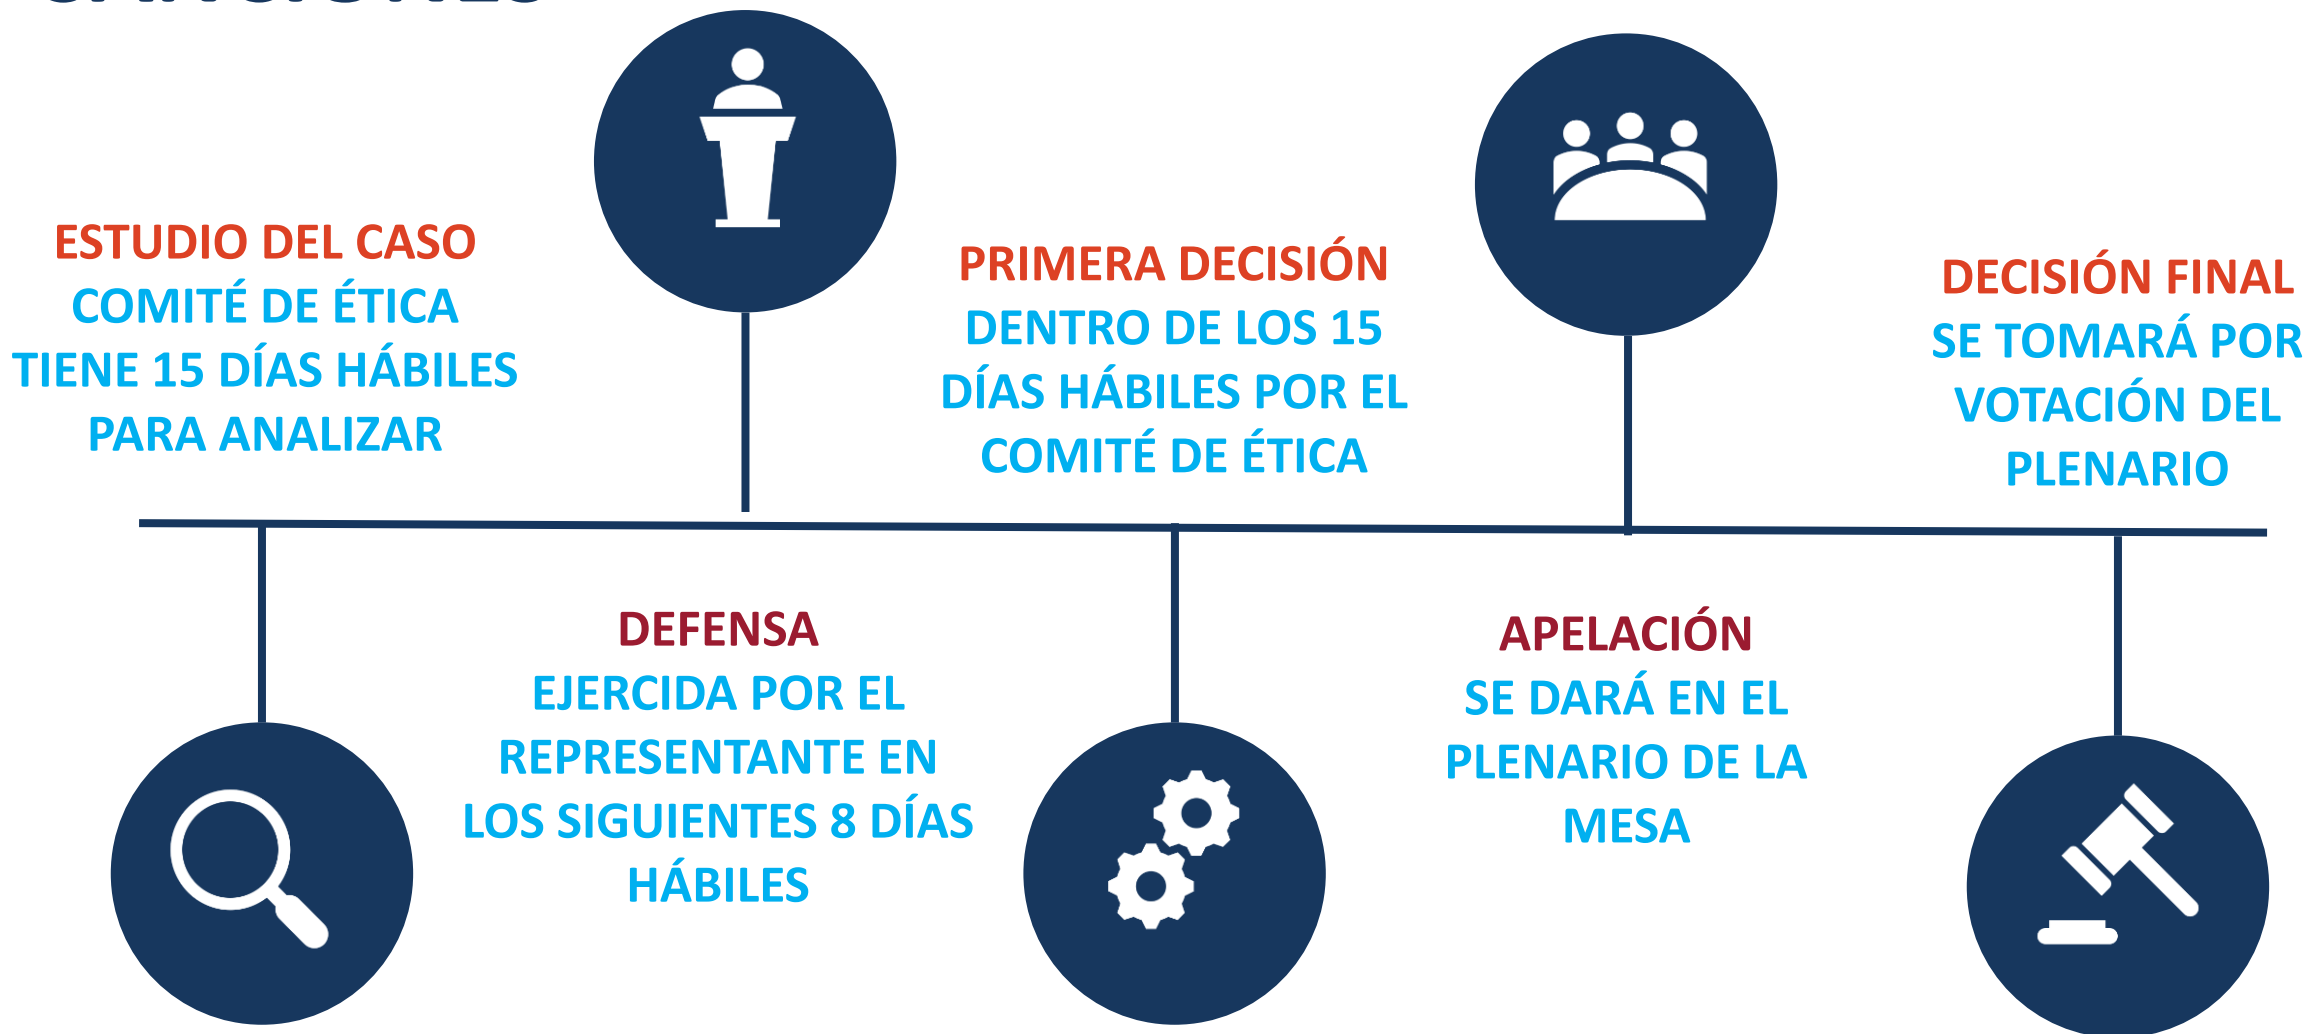 ESTUDIO DEL CASO
COMITÉ DE ÉTICA
TIENE 15 DÍAS HÁBILES
PARA ANALIZAR
DEFENSA
EJERCIDA POR EL
REPRESENTANTE EN
LOS SIGUIENTES 8 DÍAS
HÁBILES
PRIMERA DECISIÓN
DENTRO DE LOS 15
DÍAS HÁBILES POR EL
COMITÉ DE ÉTICA
APELACIÓN
SE DARÁ EN EL
PLENARIO DE LA
MESA
DECISIÓN FINAL
SE TOMARÁ POR
VOTACIÓN DEL
PLENARIO